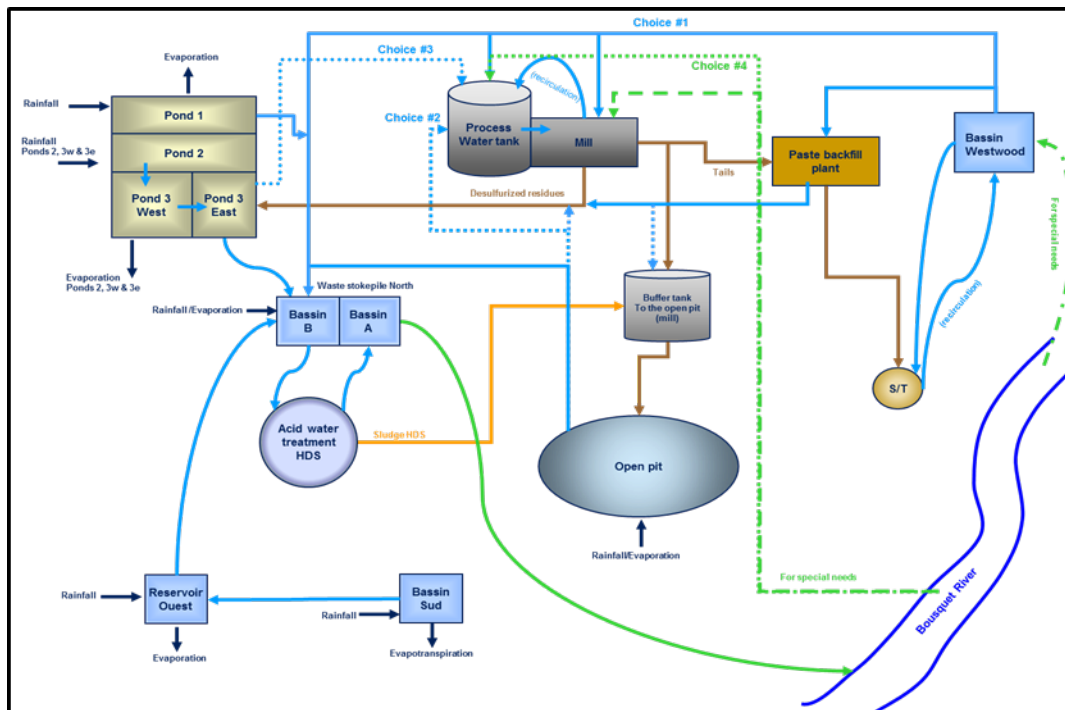 Choice #1
Evaporation
Choice #3
Choice #4
(recirculation)
Rainfall
Pond 1
Process
Water tank
Mill
Choice #2
Bassin
Westwood
Rainfall
Ponds 2, 3w & 3e
Pond 2
Paste backfill
plant
Tails
Pond 3
West
Pond 3
East
Desulfurized residues
For special needs
Evaporation
Ponds 2, 3w & 3e
Waste stokepile North
Rainfall /Evaporation
Bassin
B
Bassin
A
Buffer tank
To the open pit
(mill)
(recirculation)
S/T
Acid water
treatment
HDS
Sludge HDS
Open pit
Rainfall/Evaporation
For special needs
Rainfall
Reservoir
Ouest
Bassin
Sud
Rainfall
Bousquet River
Evaporation
Evapotranspiration